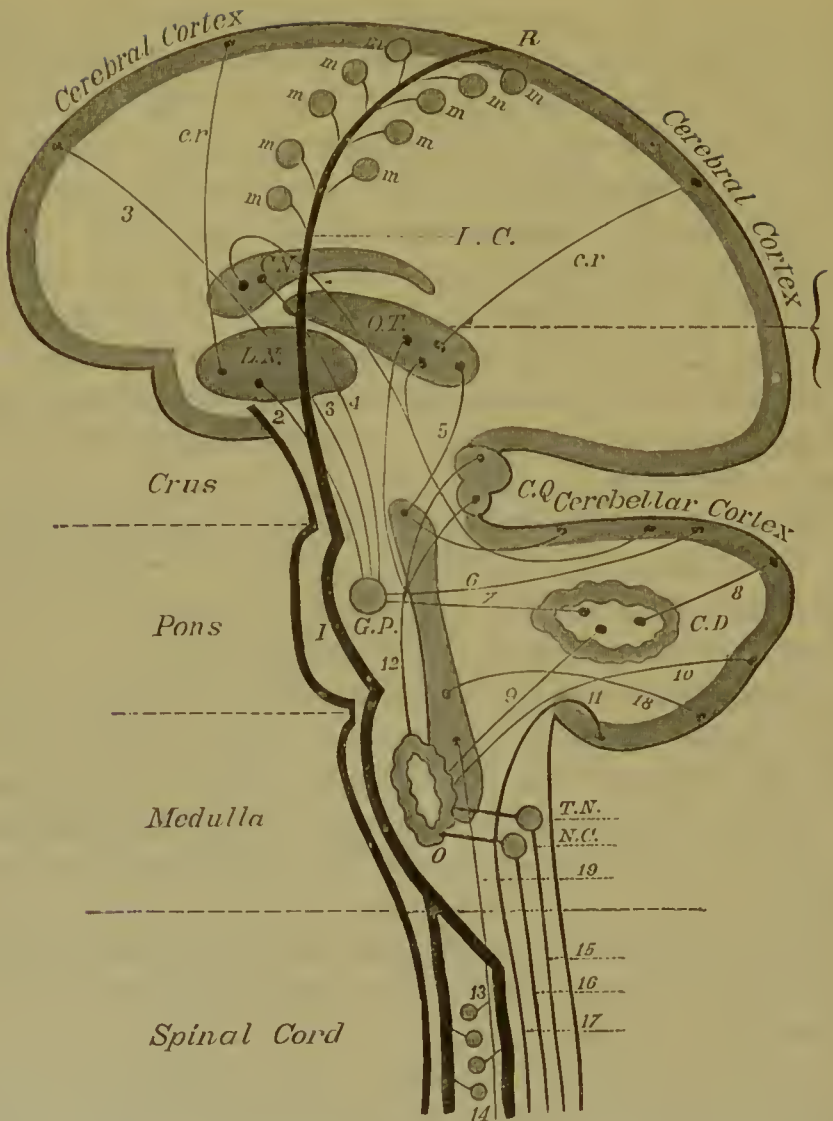 Cerebral Cortex
R
m
m
m
m
m
m
m
m
m
m
c.r
3
Cerebral Cortex
I.C.
c.r
C.N.
O.T.
L.N.
2
3
4
5
Crus
C.Q
Cerebellar Cortex
6
7
8
Pons
1
G.P.
C.D
12
9
10
18
11
Medulla
T.N.
N.C.
O
19
15
13
16
17
Spinal Cord
14